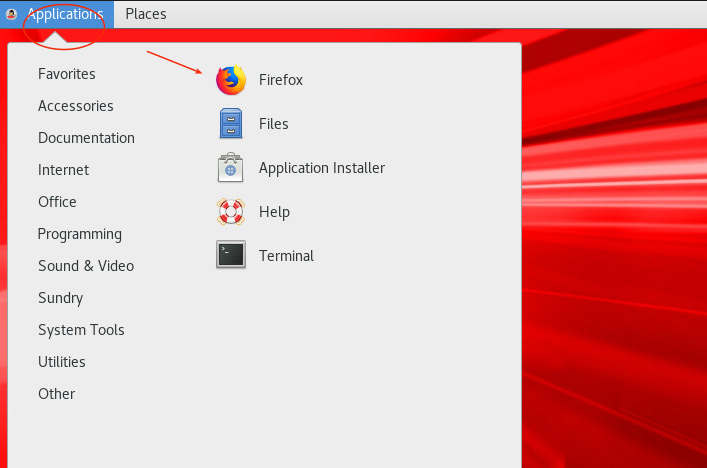 Applications Places
Favorites
Accessories
Documentation
Internet
Office
Programming
Sound & Video
Sundry
System Tools
Utilities
Other
Firefox
Files
Application Installer
Help
Terminal